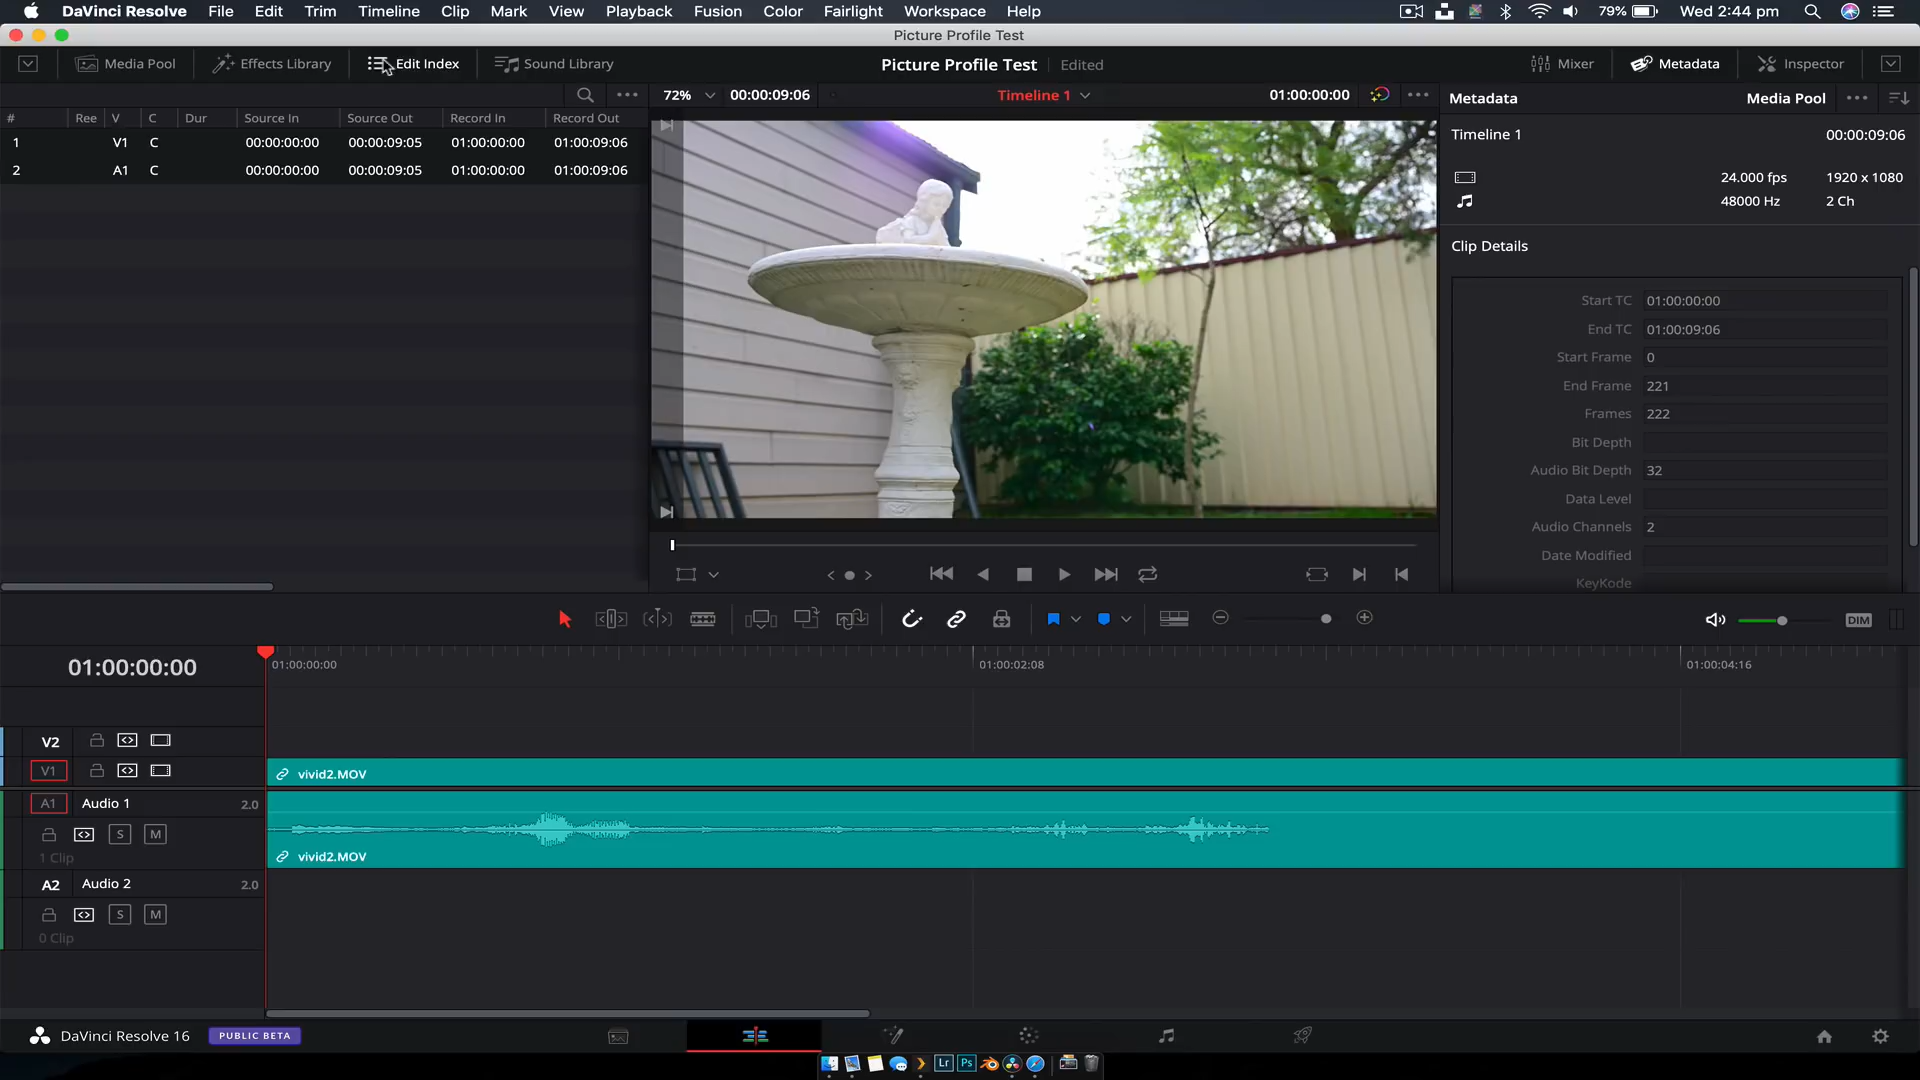 DaVinci Resolve File Edit Trim Timeline Clip Mark View Playback Fusion Color Fairlight Workspace Help 79% Wed 2:44 pm
Picture Profile Test
Media Pool Effects Library Edit Index Sound Library Picture Profile Test Edited Mixer Metadata Inspector
72% 00:00:09:06 Timeline 1 01:00:00:00 Metadata Media Pool
# Ree V C Dur Source In Source Out Record In Record Out
1 V1 C 00:00:00:00 00:00:09:05 01:00:00:00 01:00:09:06
2 A1 C 00:00:00:00 00:00:09:05 01:00:00:00 01:00:09:06
Timeline 1 00:00:09:06
24.000 fps 1920 x 1080
48000 Hz 2 Ch
Clip Details
Start TC 01:00:00:00
End TC 01:00:09:06
Start Frame 0
End Frame 221
Frames 222
Bit Depth
Audio Bit Depth 32
Data Level
Audio Channels 2
Date Modified
KeyKode
DIM
01:00:00:00 01:00:00:00 01:00:02:08 01:00:04:16
V2
V1 vivid2.MOV
A1 Audio 1 2.0
S M
1 Clip vivid2.MOV
A2 Audio 2 2.0
S M
0 Clip
DaVinci Resolve 16 PUBLIC BETA
Lr Ps